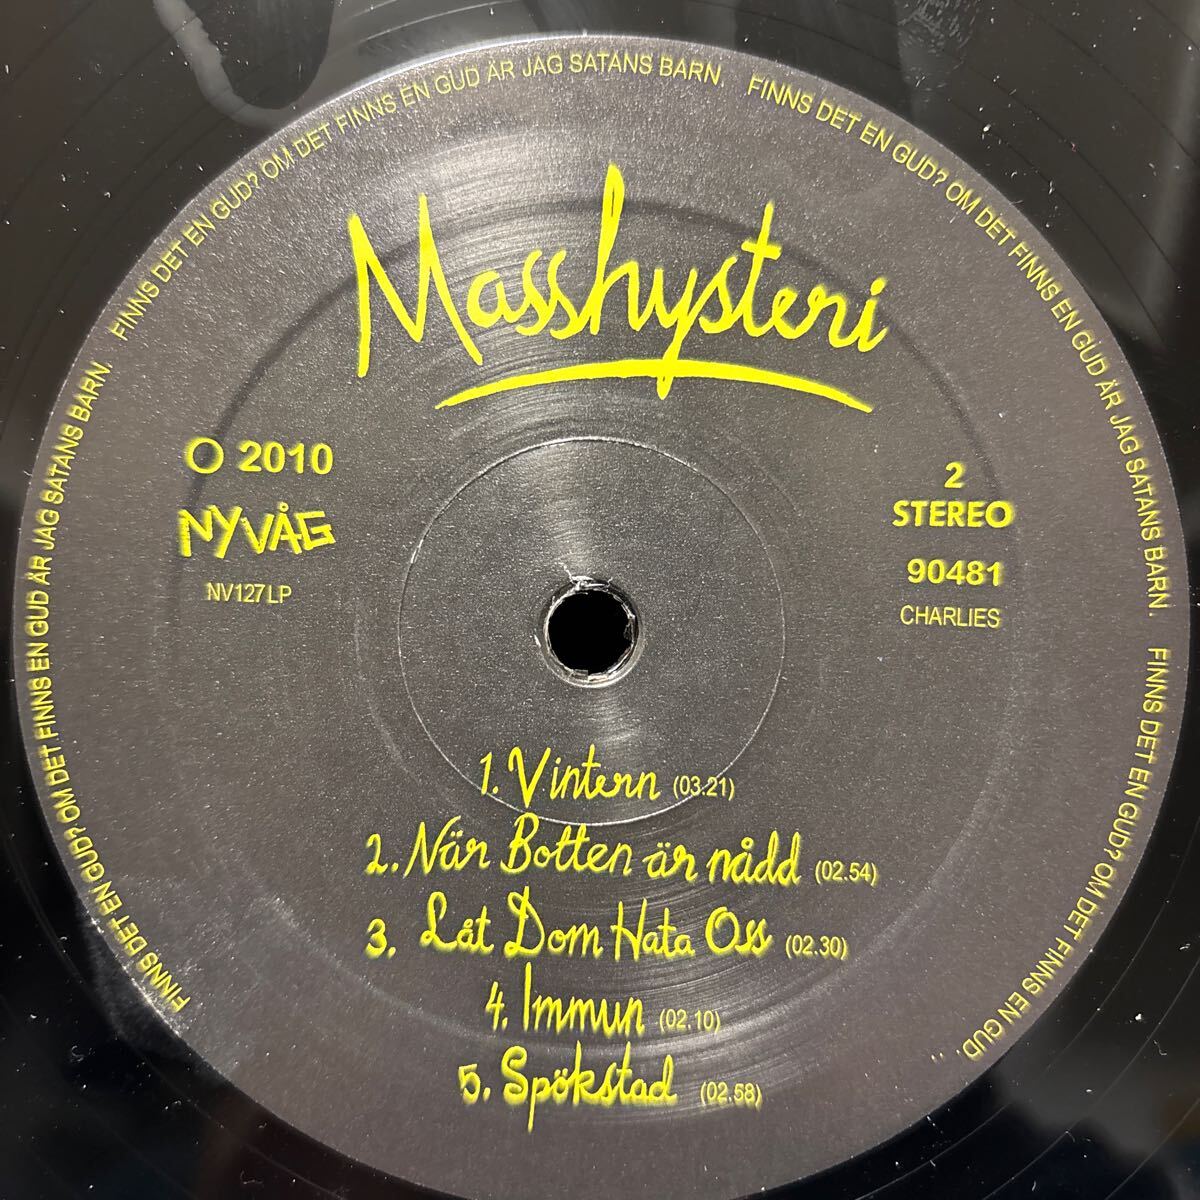 FINNS DET EN GUD? OM DET FINNS EN GUD ÄR JAG SATANS BARN. FINNS DET EN GUD? OM DET FINNS EN GUD ÄR JAG SATANS BARN. FINNS DET EN GUD? OM DET FINNS EN GUD ÄR JAG SATANS BARN. FINNS DET EN GUD? OM DET FINNS EN GUD. ..
Masshysteri
O 2010
NY VÅG
NV127LP
2
STEREO
90481
CHARLIES
1. Vintern (03.21)
2. När Botten är nådd (02.54)
3. Låt Dom Hata Oss (02.30)
4. Immun (02.10)
5. Spökstad (02.58)